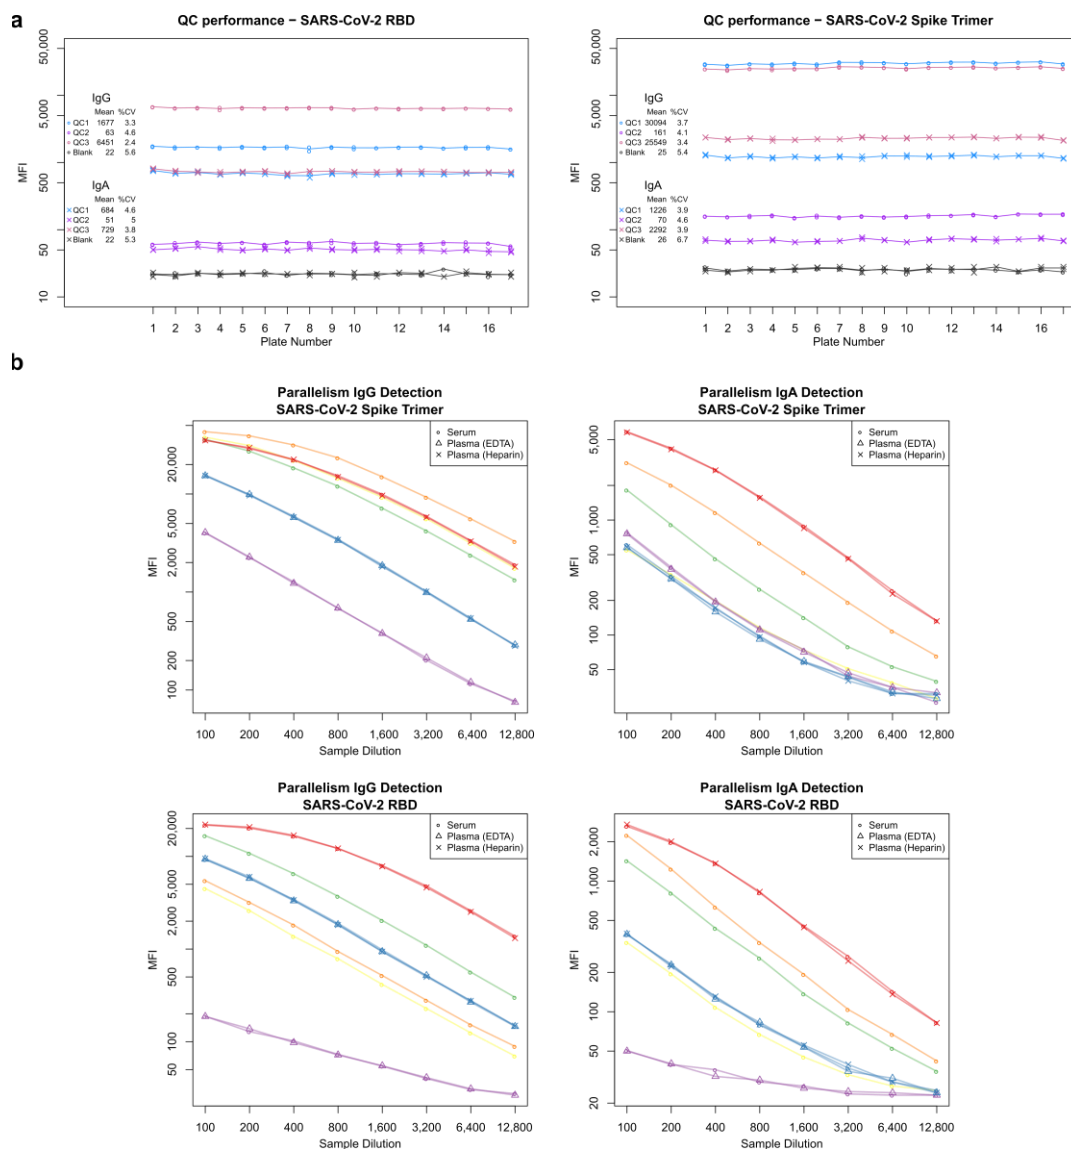 a
QC performance − SARS-CoV-2 RBD
MFI
50,000
5,000
500
50
10
IgG
Mean %CV
QC1 1677 3.3
QC2 63 4.6
QC3 6451 2.4
Blank 22 5.6
IgA
Mean %CV
QC1 684 4.6
QC2 51 5
QC3 729 3.8
Blank 22 5.3
1 2 3 4 5 6 7 8 9 10 12 14 16
Plate Number
QC performance − SARS-CoV-2 Spike Trimer
MFI
50,000
5,000
500
50
10
IgG
Mean %CV
QC1 30094 3.7
QC2 161 4.1
QC3 25549 3.4
Blank 25 5.4
IgA
Mean %CV
QC1 1226 3.9
QC2 70 4.6
QC3 2292 3.9
Blank 26 6.7
1 2 3 4 5 6 7 8 9 10 12 14 16
Plate Number
b
Parallelism IgG Detection
SARS-CoV-2 Spike Trimer
Serum
Plasma (EDTA)
Plasma (Heparin)
MFI
20,000
5,000
2,000
500
200
100
100 200 400 800 1,600 3,200 6,400 12,800
Sample Dilution
Parallelism IgA Detection
SARS-CoV-2 Spike Trimer
Serum
Plasma (EDTA)
Plasma (Heparin)
MFI
5,000
1,000
500
200
100
50
100 200 400 800 1,600 3,200 6,400 12,800
Sample Dilution
Parallelism IgG Detection
SARS-CoV-2 RBD
Serum
Plasma (EDTA)
Plasma (Heparin)
MFI
20,000
5,000
2,000
500
100
50
100 200 400 800 1,600 3,200 6,400 12,800
Sample Dilution
Parallelism IgA Detection
SARS-CoV-2 RBD
Serum
Plasma (EDTA)
Plasma (Heparin)
MFI
2,000
1,000
500
200
100
50
20
100 200 400 800 1,600 3,200 6,400 12,800
Sample Dilution